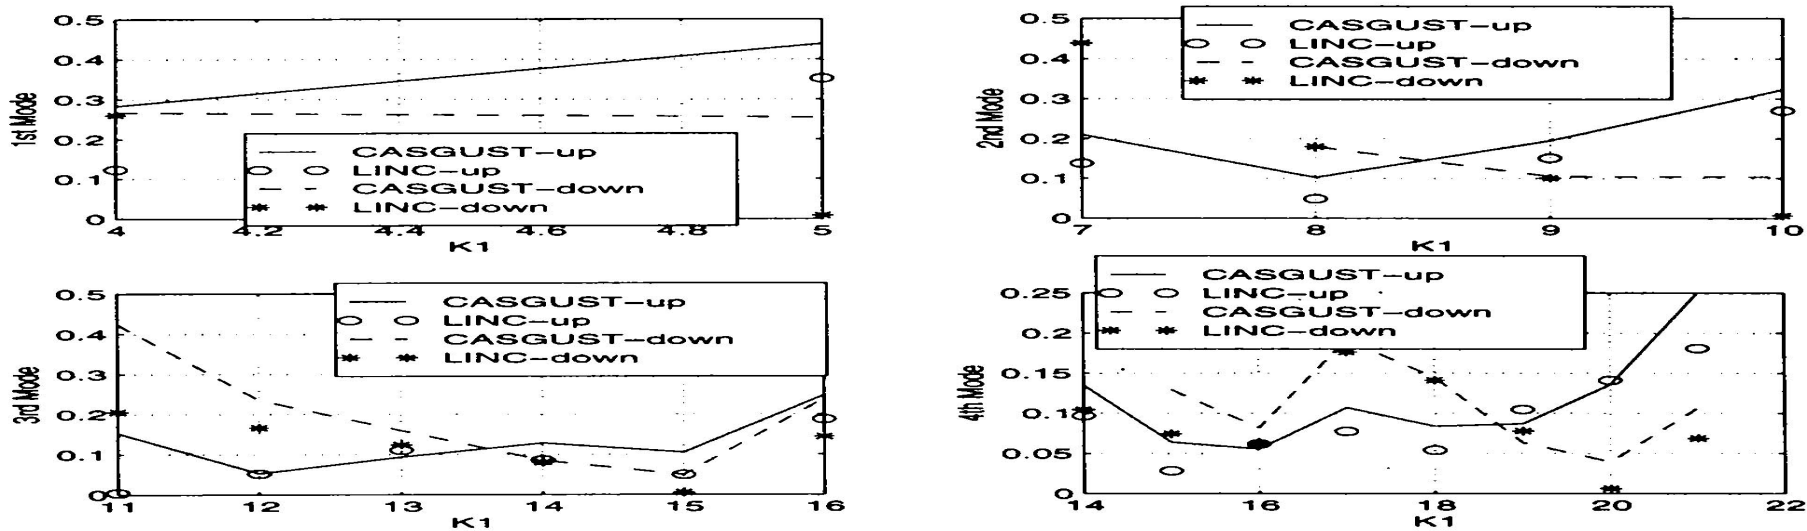 0.5
0.4
0.3
0.2
0.1
0
1st Mode
CASGUST-up
LINC-up
CASGUST-down
LINC-down
4 4.2 4.4 4.6 4.8 5
K1
0.5
0.4
0.3
0.2
0.1
0
2nd Mode
CASGUST-up
LINC-up
CASGUST-down
LINC-down
7 8 9 10
K1
0.5
0.4
0.3
0.2
0.1
0
3rd Mode
CASGUST-up
LINC-up
CASGUST-down
LINC-down
11 12 13 14 15 16
K1
0.25
0.2
0.15
0.1
0.05
0
4th Mode
CASGUST-up
LINC-up
CASGUST-down
LINC-down
14 16 18 20 22
K1